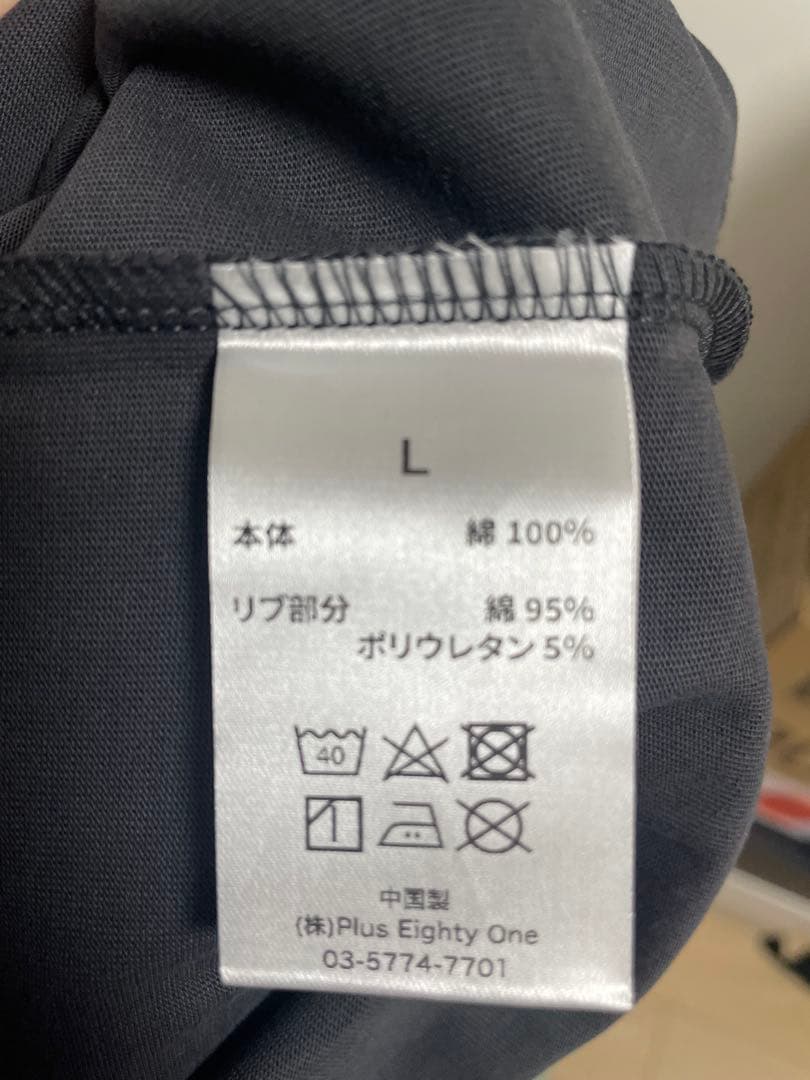 L
本体 綿 100%
リブ部分 綿 95%
ポリウレタン 5%
40
中国製
(株)Plus Eighty One
03-5774-7701